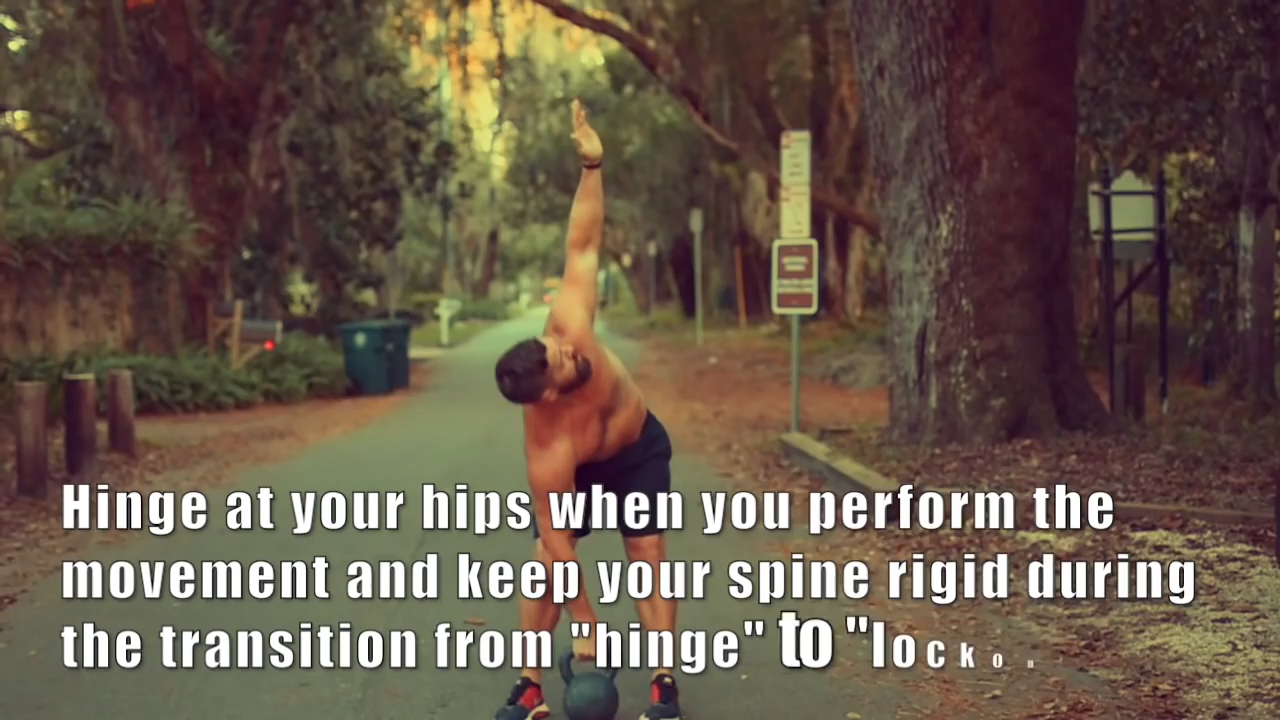 Hinge at your hips when you perform the
movement and keep your spine rigid during
the transition from "hinge" to "lock